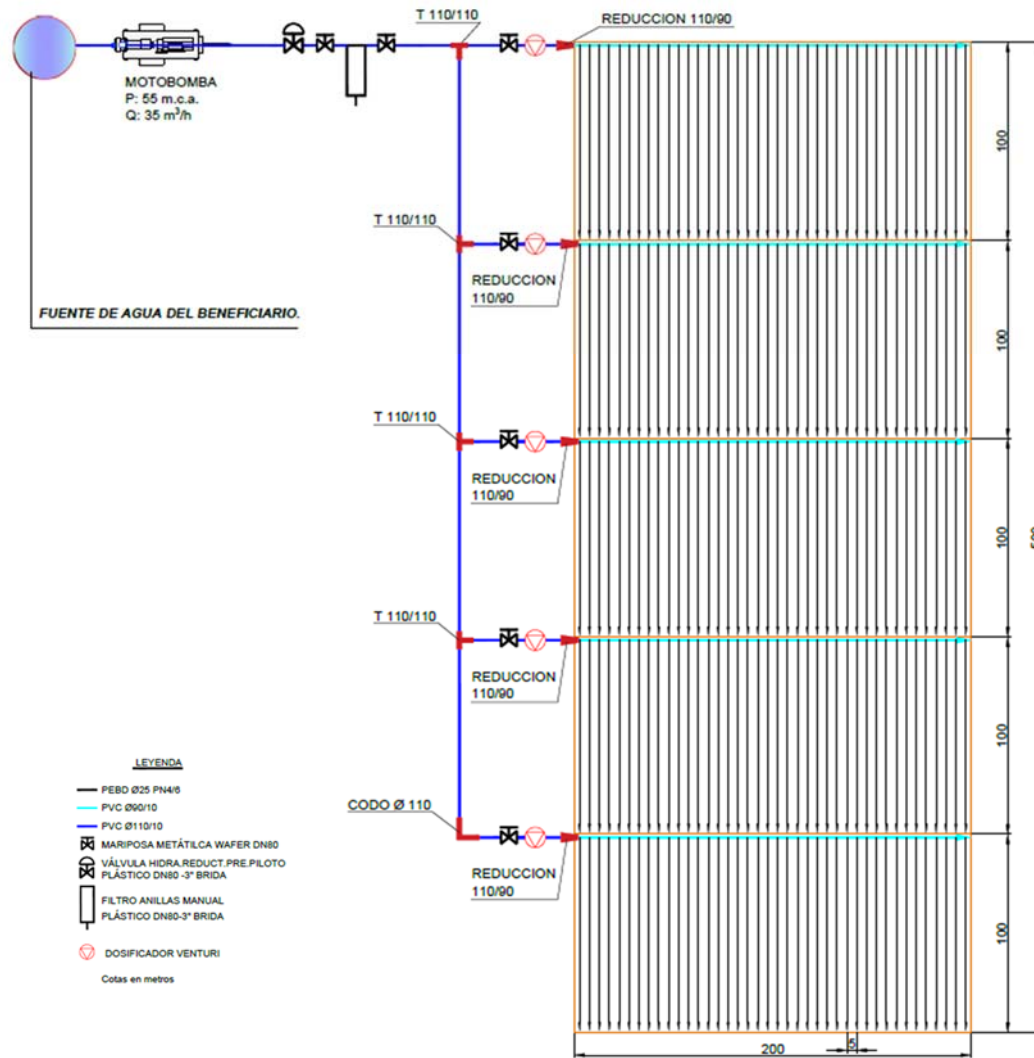 T 110/110
REDUCCION 110/90
MOTOBOMBA
P: 55 m.c.a.
Q: 35 m³/h
100
T 110/110
REDUCCION
110/90
FUENTE DE AGUA DEL BENEFICIARIO.
100
T 110/110
REDUCCION
110/90
100
500
T 110/110
REDUCCION
110/90
100
LEYENDA
PEBD Ø25 PN4/6
PVC Ø90/10
PVC Ø110/10
MARIPOSA METÁTILCA WAFER DN80
VÁLVULA HIDRA.REDUCT.PRE.PILOTO
PLÁSTICO DN80 -3" BRIDA
FILTRO ANILLAS MANUAL
PLÁSTICO DN80-3" BRIDA
DOSIFICADOR VENTURI
Cotas en metros
CODO Ø 110
REDUCCION
110/90
100
200
5